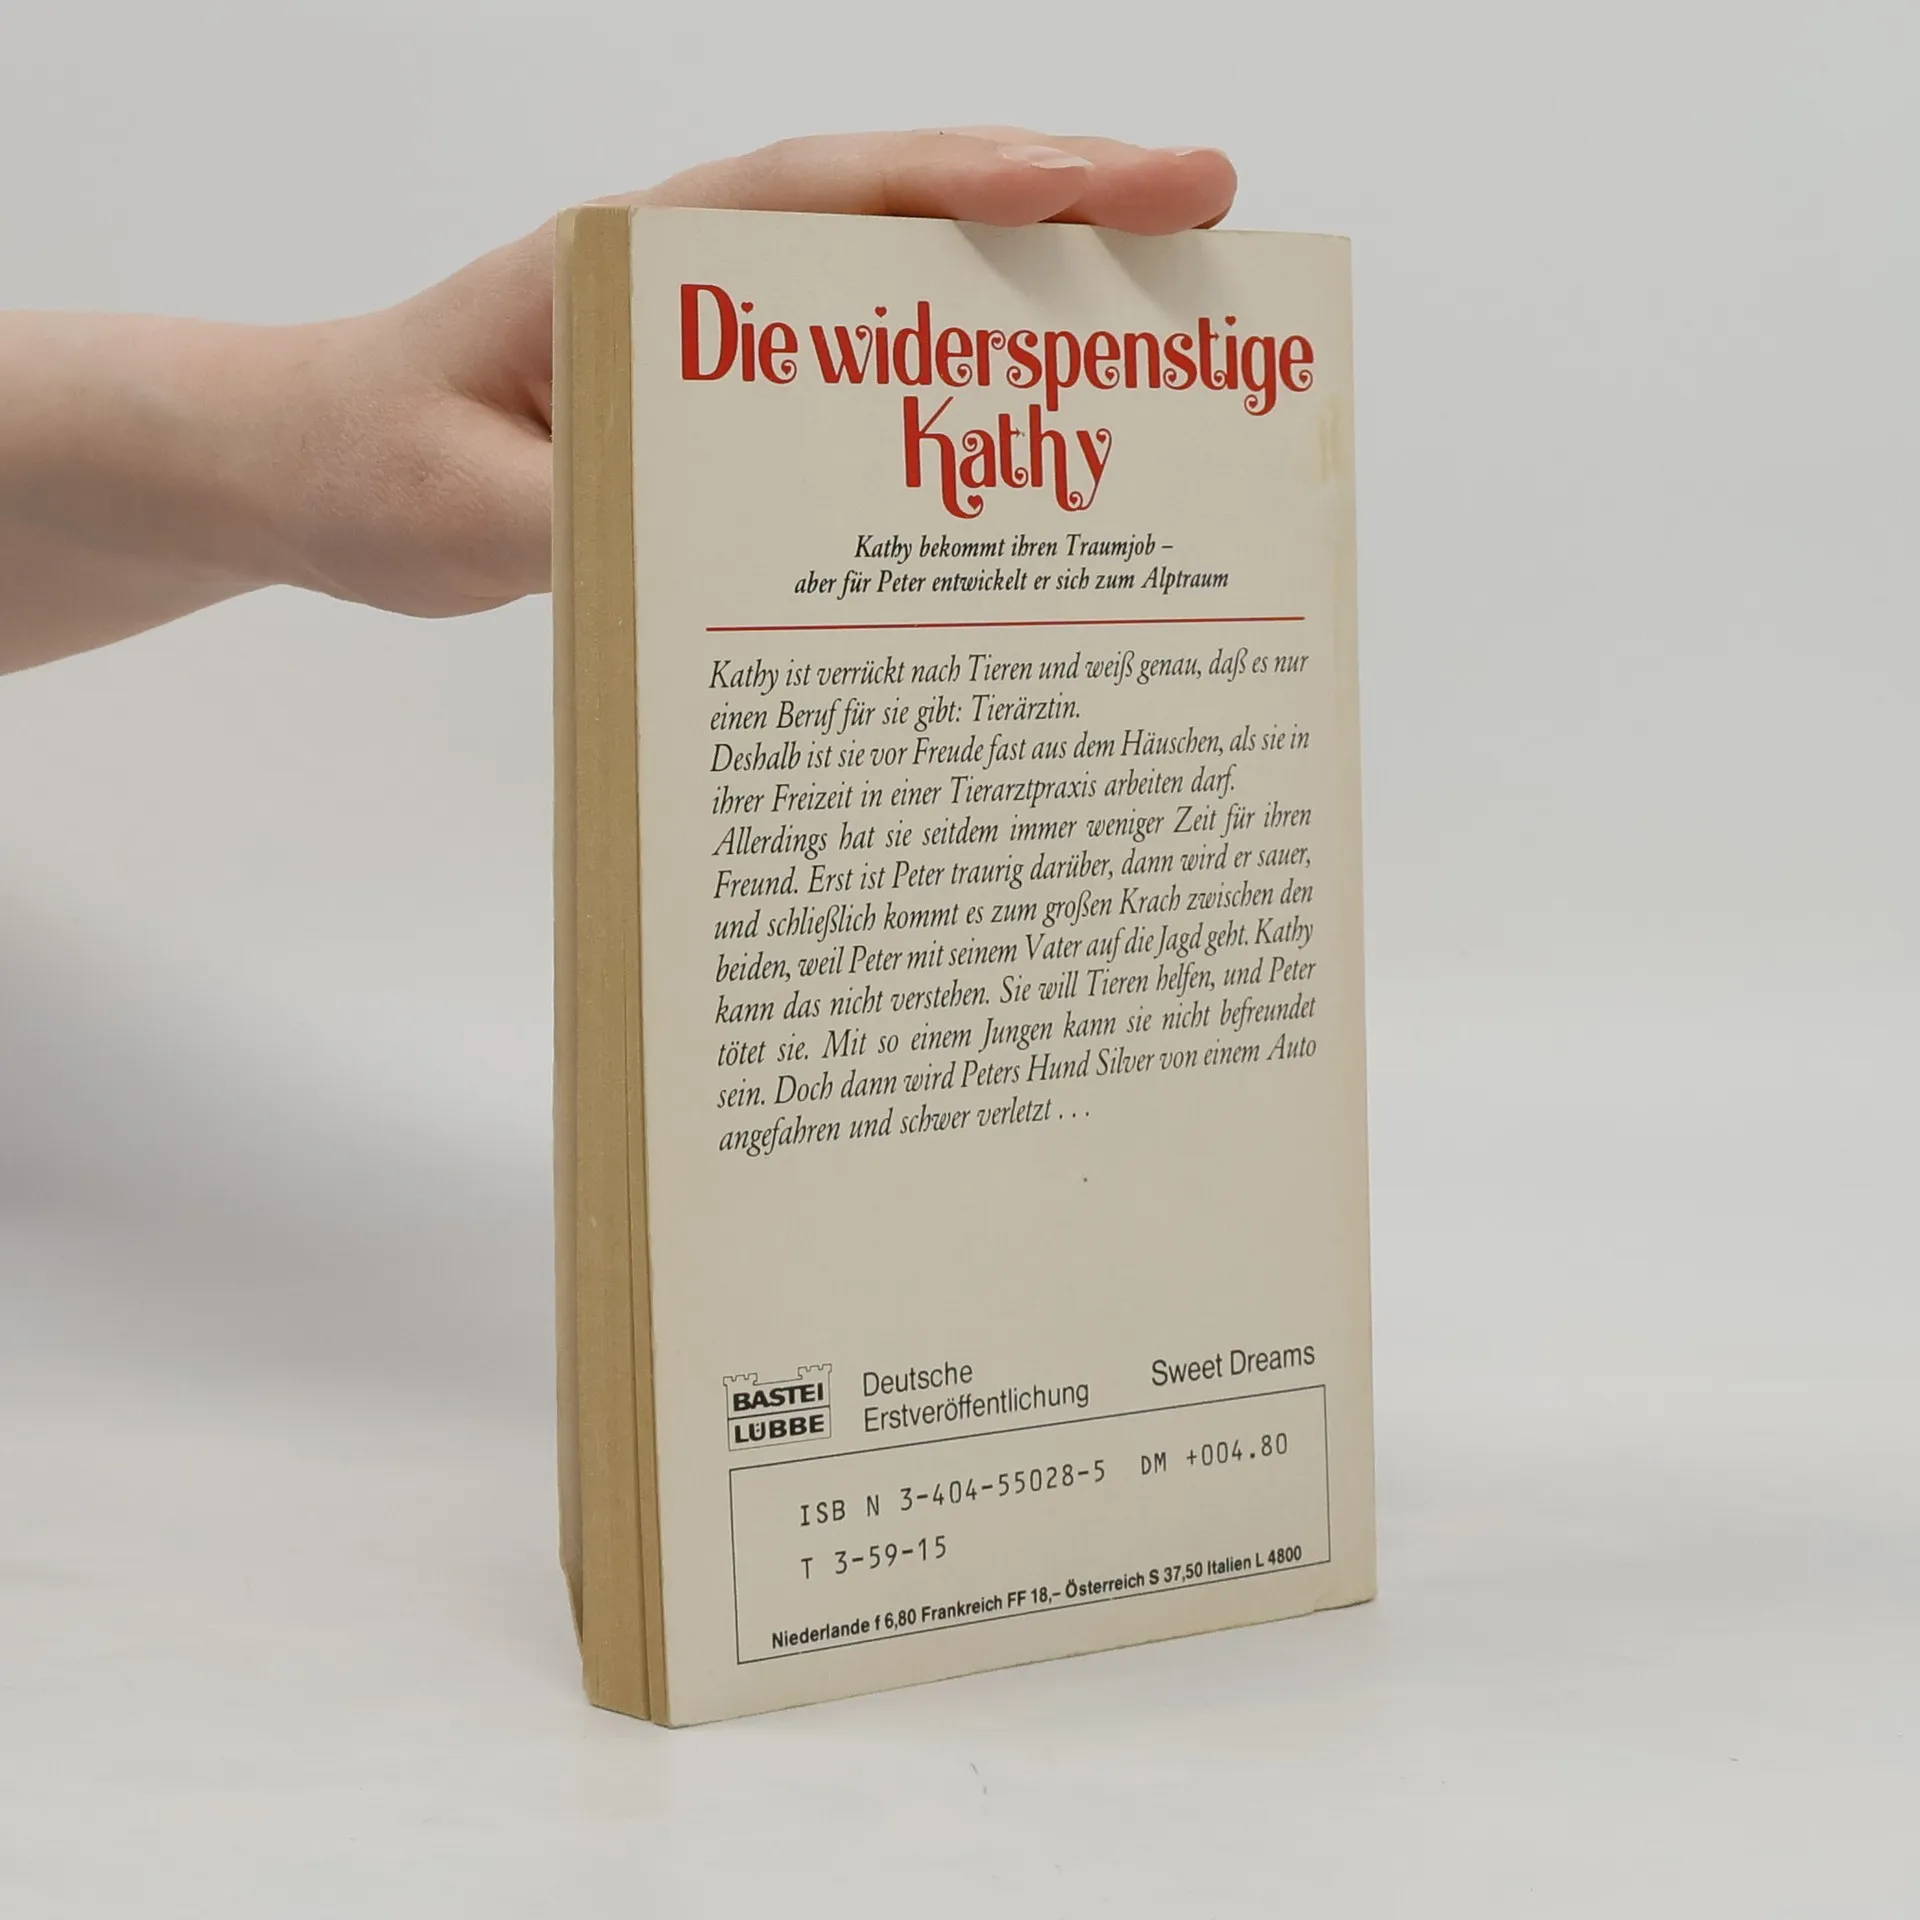 Die widerspenstige
Kathy
Kathy bekommt ihren Traumjob –
aber für Peter entwickelt er sich zum Alptraum
Kathy ist verrückt nach Tieren und weiß genau, daß es nur
einen Beruf für sie gibt: Tierärztin.
Deshalb ist sie vor Freude fast aus dem Häuschen, als sie in
ihrer Freizeit in einer Tierarztpraxis arbeiten darf.
Allerdings hat sie seitdem immer weniger Zeit für ihren
Freund. Erst ist Peter traurig darüber, dann wird er sauer,
und schließlich kommt es zum großen Krach zwischen den
beiden, weil Peter mit seinem Vater auf die Jagd geht. Kathy
kann das nicht verstehen. Sie will Tieren helfen, und Peter
tötet sie. Mit so einem Jungen kann sie nicht befreundet
sein. Doch dann wird Peters Hund Silver von einem Auto
angefahren und schwer verletzt . . .
BASTEI
LÜBBE
Deutsche
Erstveröffentlichung
Sweet Dreams
ISB N 3-404-55028-5 DM +004.80
T 3-59-15
Niederlande f 6,80 Frankreich FF 18,– Österreich S 37,50 Italien L 4800